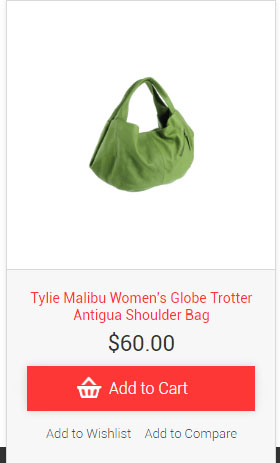 Tylie Malibu Women's Globe Trotter
Antigua Shoulder Bag
$60.00
Add to Cart
Add to Wishlist Add to Compare